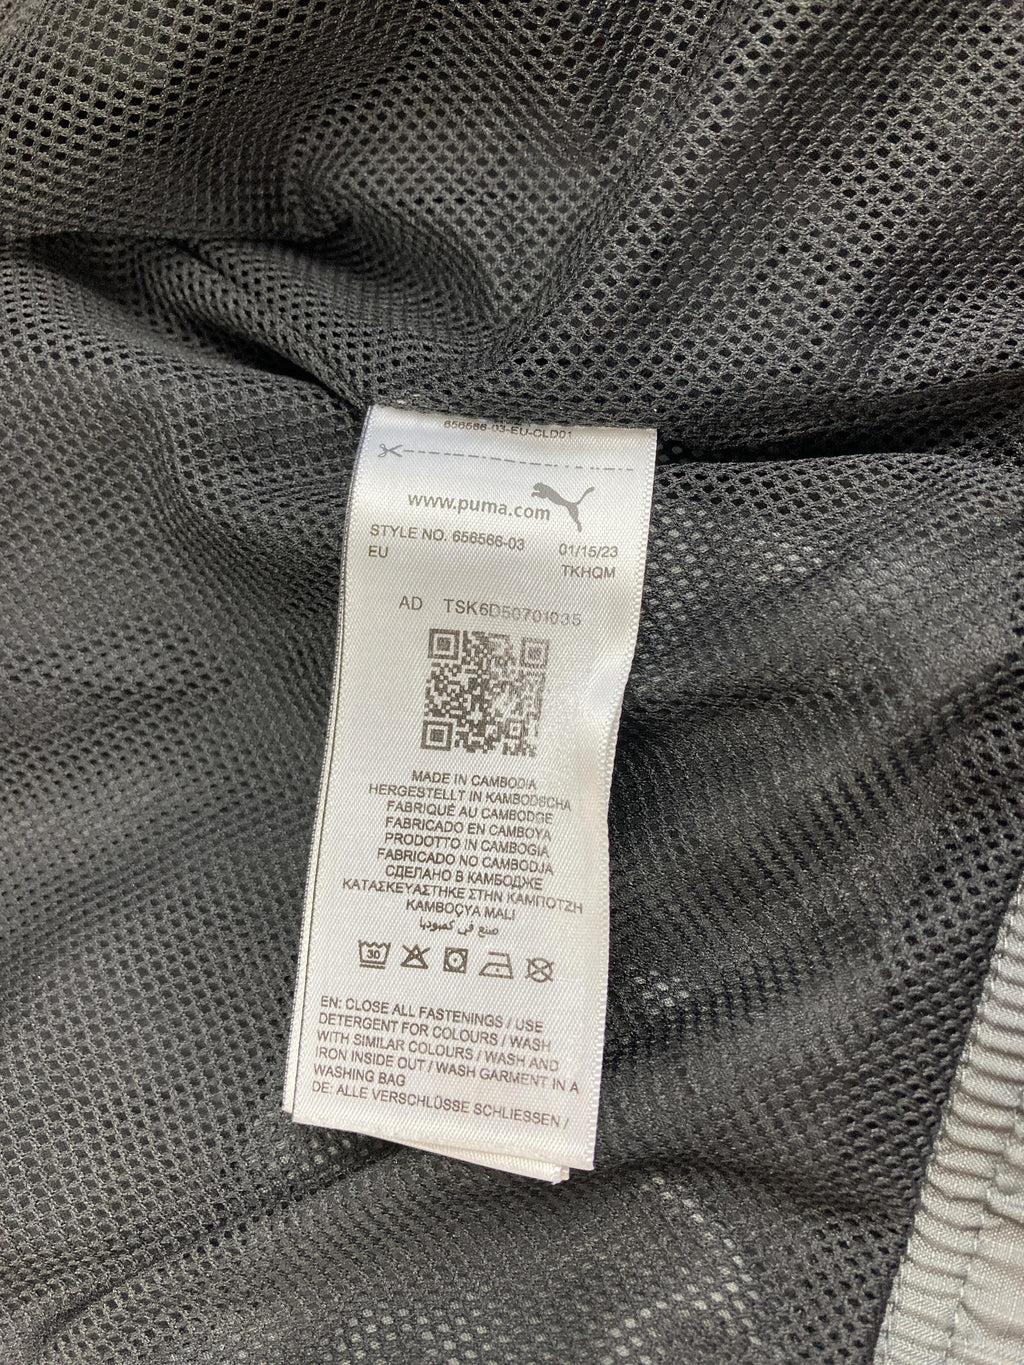 656566-03-EU-CLD01
www.puma.com
STYLE NO. 656566-03 01/15/23
EU TKHQM
AD TSK6D50701035
MADE IN CAMBODIA
HERGESTELLT IN KAMBODSCHA
FABRIQUÉ AU CAMBODGE
FABRICADO EN CAMBOYA
PRODOTTO IN CAMBOGIA
FABRICADO NO CAMBODJA
СДЕЛАНО В КАМБОДЖЕ
ΚΑΤΑΣΚΕΥΑΣΤΗΚΕ ΣΤΗΝ ΚΑΜΠΟΤΖΗ
KAMBOÇYA MALI
صنع في كمبوديا
30
EN: CLOSE ALL FASTENINGS / USE
DETERGENT FOR COLOURS / WASH
WITH SIMILAR COLOURS / WASH AND
IRON INSIDE OUT / WASH GARMENT IN A
WASHING BAG
DE: ALLE VERSCHLÜSSE SCHLIESSEN /